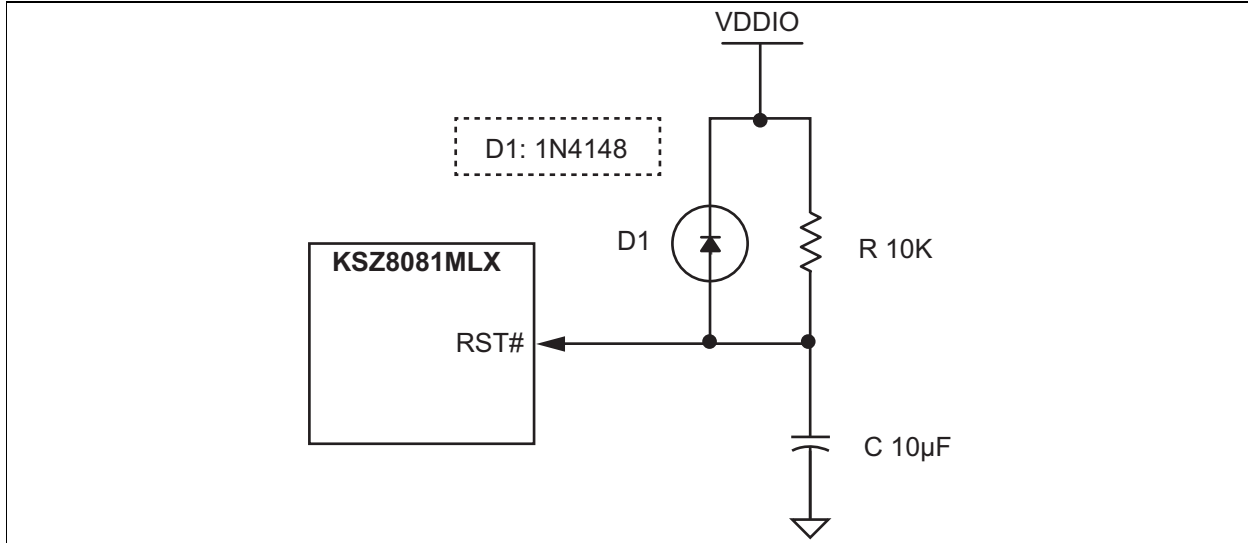 VDDIO
D1: 1N4148
D1
R 10K
KSZ8081MLX
RST#
C 10µF